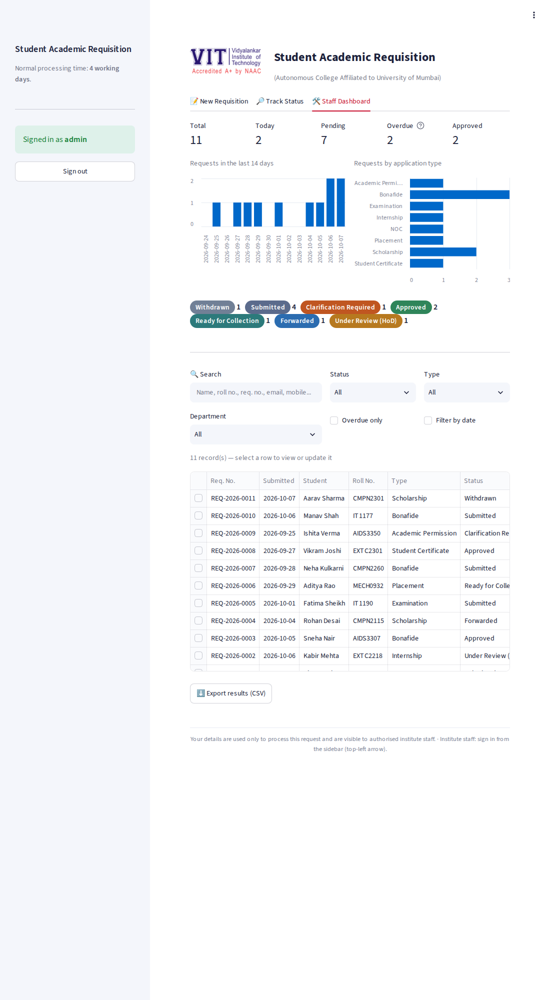 Student Academic Requisition
Normal processing time: 4 working
days.
Signed in as admin
Sign out
VIT Vidyalankar
Institute of
Technology
Accredited A+ by NAAC
Student Academic Requisition
(Autonomous College Affiliated to University of Mumbai)
New Requisition Track Status Staff Dashboard
Total Today Pending Overdue Approved
11 2 7 2 2
Requests in the last 14 days
2
1
0
2026-09-24 2026-09-25 2026-09-26 2026-09-27 2026-09-28 2026-09-29 2026-09-30 2026-10-01 2026-10-02 2026-10-03 2026-10-04 2026-10-05 2026-10-06 2026-10-07
Requests by application type
Academic Permi…
Bonafide
Examination
Internship
NOC
Placement
Scholarship
Student Certificate
0 1 2 3
Withdrawn 1 Submitted 4 Clarification Required 1 Approved 2
Ready for Collection 1 Forwarded 1 Under Review (HoD) 1
Search Status Type
Name, roll no., req. no., email, mobile... All All
Department
Overdue only Filter by date
All
11 record(s) — select a row to view or update it
Req. No. Submitted Student Roll No. Type Status
REQ-2026-0011 2026-10-07 Aarav Sharma CMPN2301 Scholarship Withdrawn
REQ-2026-0010 2026-10-06 Manav Shah IT1177 Bonafide Submitted
REQ-2026-0009 2026-09-25 Ishita Verma AIDS3350 Academic Permission Clarification Re
REQ-2026-0008 2026-09-27 Vikram Joshi EXTC2301 Student Certificate Approved
REQ-2026-0007 2026-09-28 Neha Kulkarni CMPN2260 Bonafide Submitted
REQ-2026-0006 2026-09-29 Aditya Rao MECH0932 Placement Ready for Colle
REQ-2026-0005 2026-10-01 Fatima Sheikh IT1190 Examination Submitted
REQ-2026-0004 2026-10-04 Rohan Desai CMPN2115 Scholarship Forwarded
REQ-2026-0003 2026-10-05 Sneha Nair AIDS3307 Bonafide Approved
REQ-2026-0002 2026-10-06 Kabir Mehta EXTC2218 Internship Under Review (
Export results (CSV)
Your details are used only to process this request and are visible to authorised institute staff. · Institute staff: sign in from
the sidebar (top-left arrow).